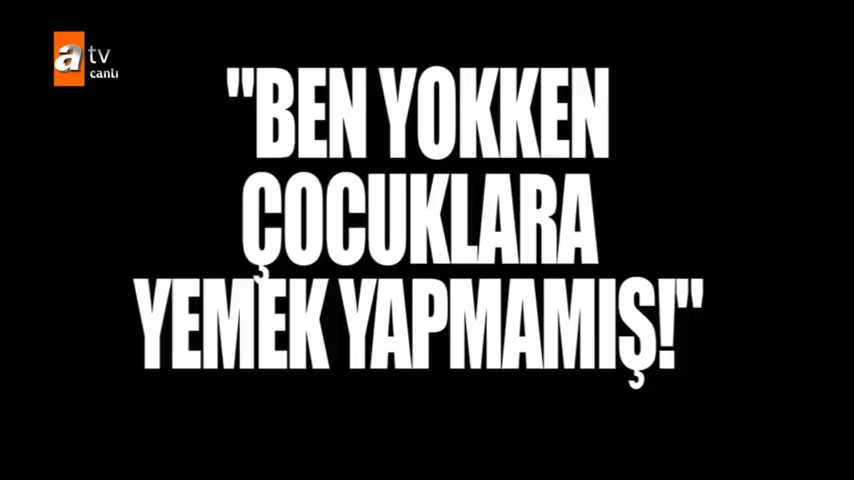 atv
canlı
"BEN YOKKEN
ÇOCUKLARA
YEMEK YAPMAMIŞ!"